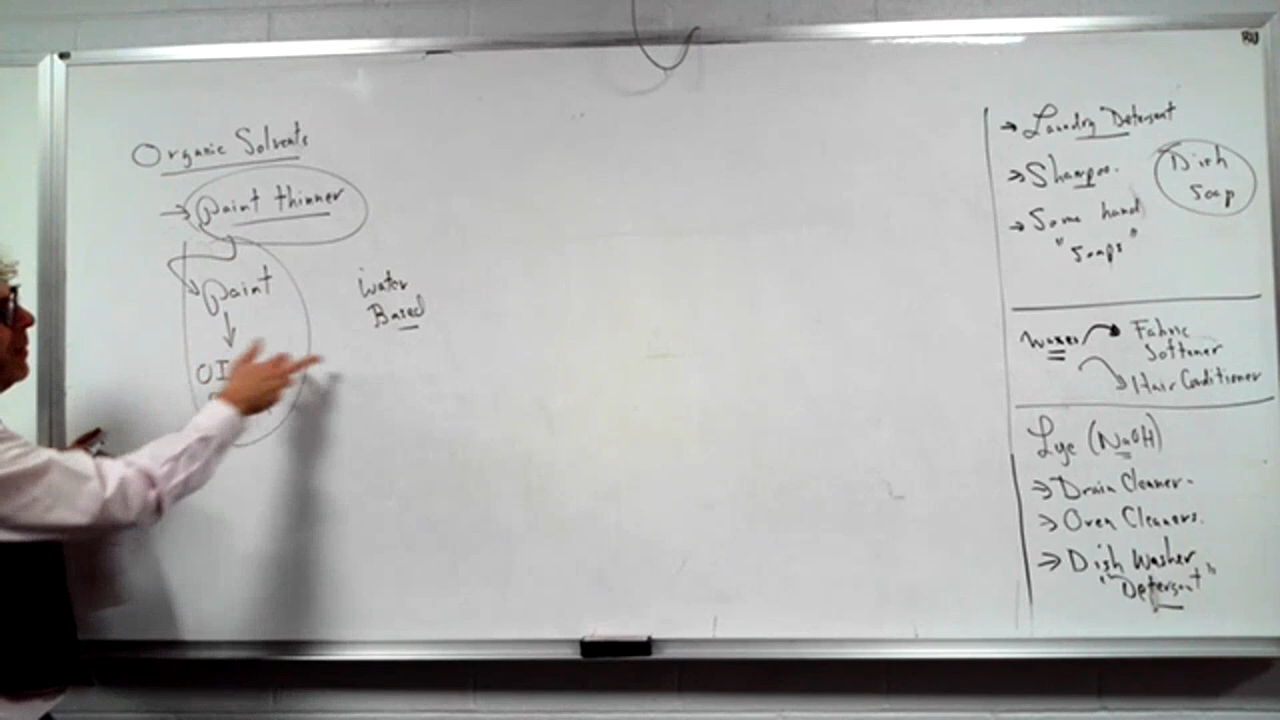 Organic Solvents
→ paint thinner
paint
↓
Water
Based
→ Laundry Detergent
→ Shampoo.
→ Some hand
"Soaps"
Dish
Soap
Waxes → Fabric
Softener
→ Hair Conditioner
Lye (NaOH)
→ Drain Cleaner.
→ Oven Cleaners.
→ Dish Washer
"Detergent"